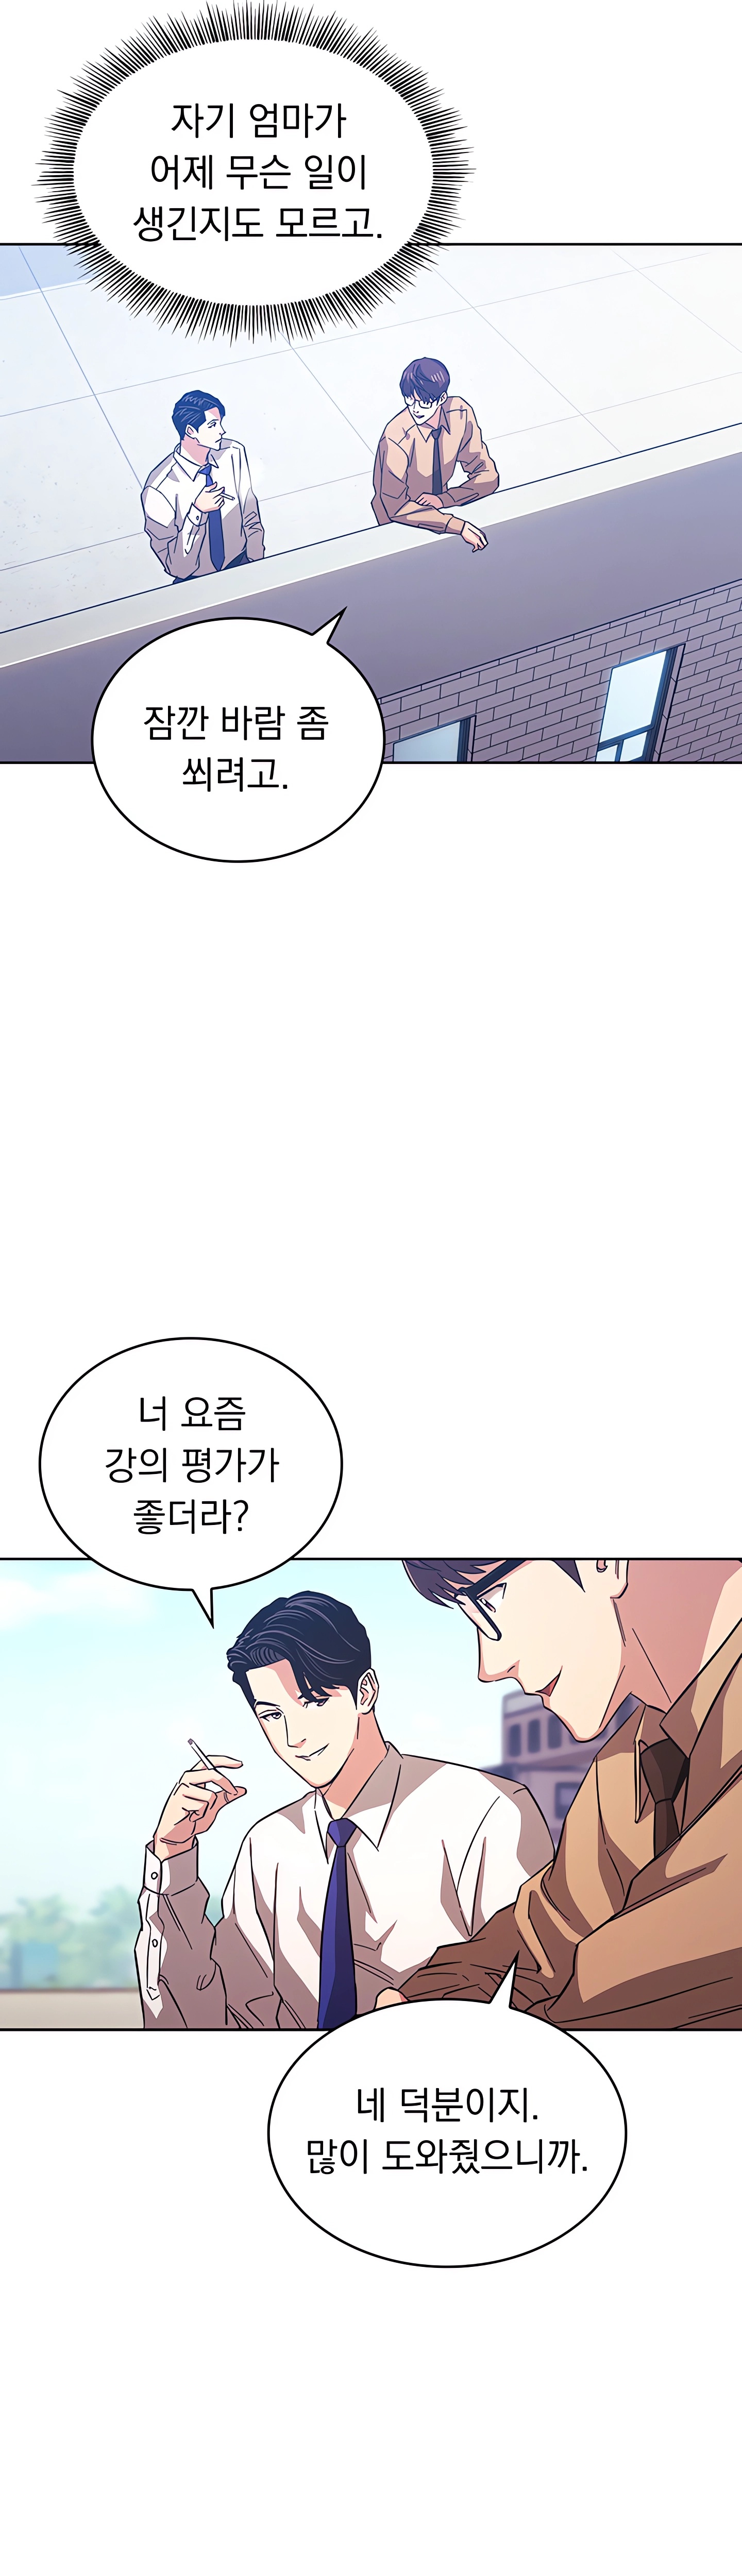 자기 엄마가
어제 무슨 일이
생긴지도 모르고.
잠깐 바람 좀
쐬려고.
너 요즘
강의 평가가
좋더라?
네 덕분이지.
많이 도와줬으니까.